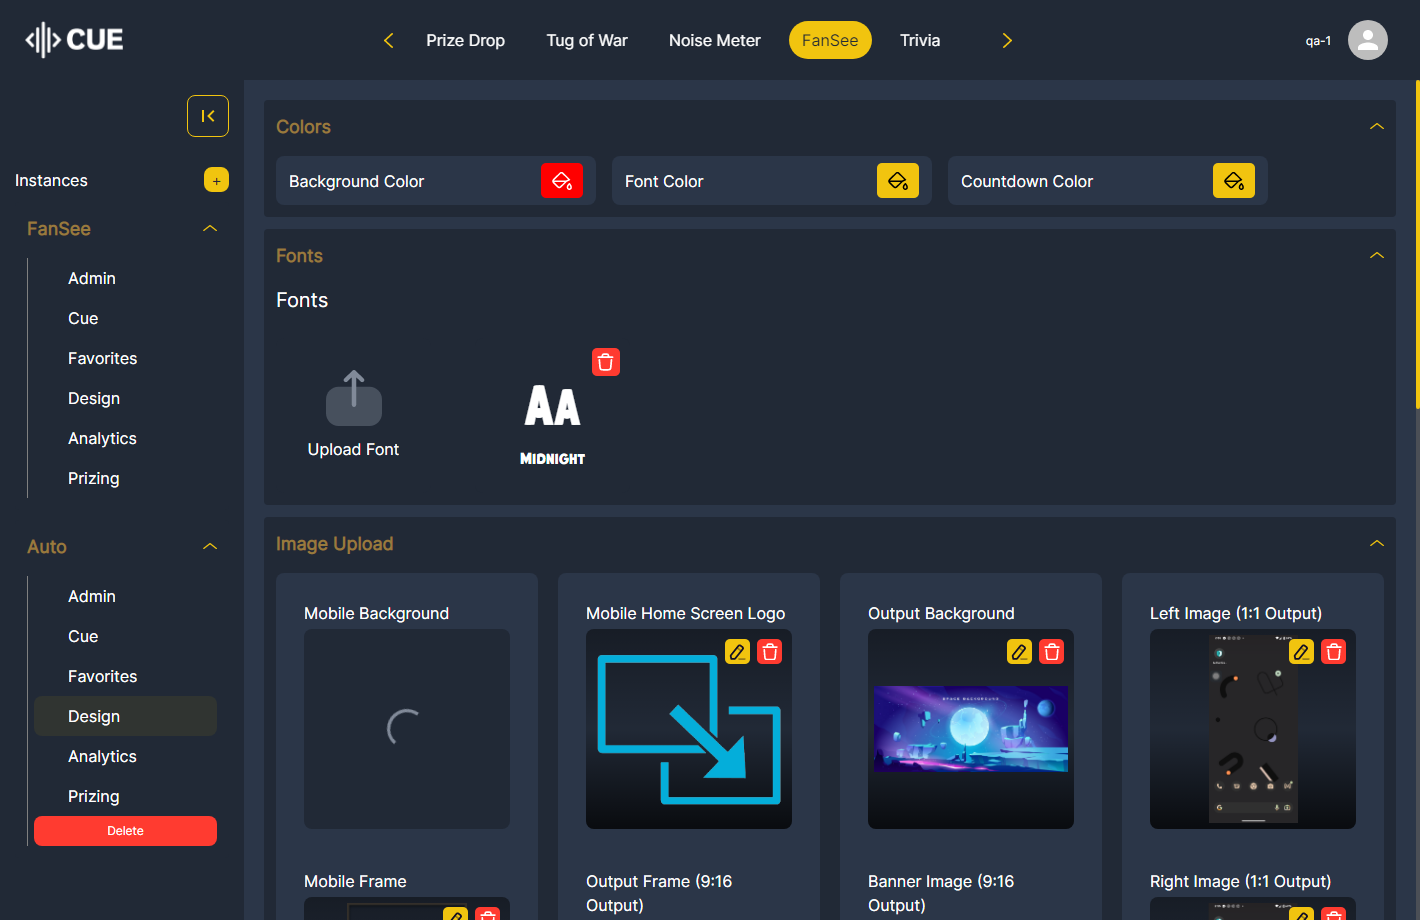 CUE
Prize Drop
Tug of War
Noise Meter
FanSee
Trivia
qa-1
Instances
+
FanSee
Admin
Cue
Favorites
Design
Analytics
Prizing
Auto
Admin
Cue
Favorites
Design
Analytics
Prizing
Delete
Colors
Background Color
Font Color
Countdown Color
Fonts
Fonts
Upload Font
AA
MIDNIGHT
Image Upload
Mobile Background
Mobile Home Screen Logo
Output Background
SPACE BACKGROUND
Left Image (1:1 Output)
Mobile Frame
Output Frame (9:16
Output)
Banner Image (9:16
Output)
Right Image (1:1 Output)